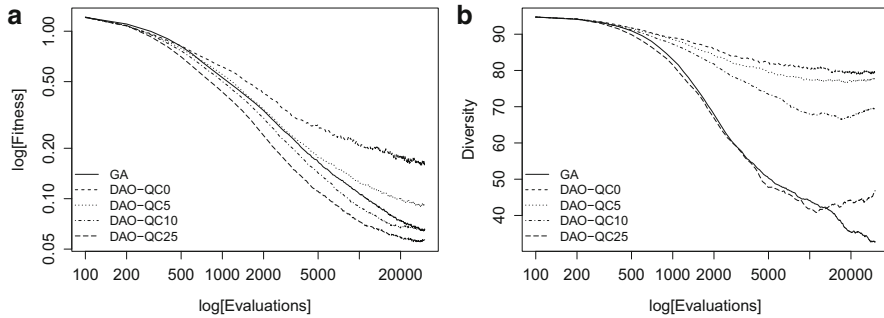 a
log[Fitness]
1.00
0.50
0.20
0.10
0.05
GA
DAO-QC0
DAO-QC5
DAO-QC10
DAO-QC25
100 200 500 1000 2000 5000 20000
log[Evaluations]
b
Diversity
90
80
70
60
50
40
GA
DAO-QC0
DAO-QC5
DAO-QC10
DAO-QC25
100 200 500 1000 2000 5000 20000
log[Evaluations]